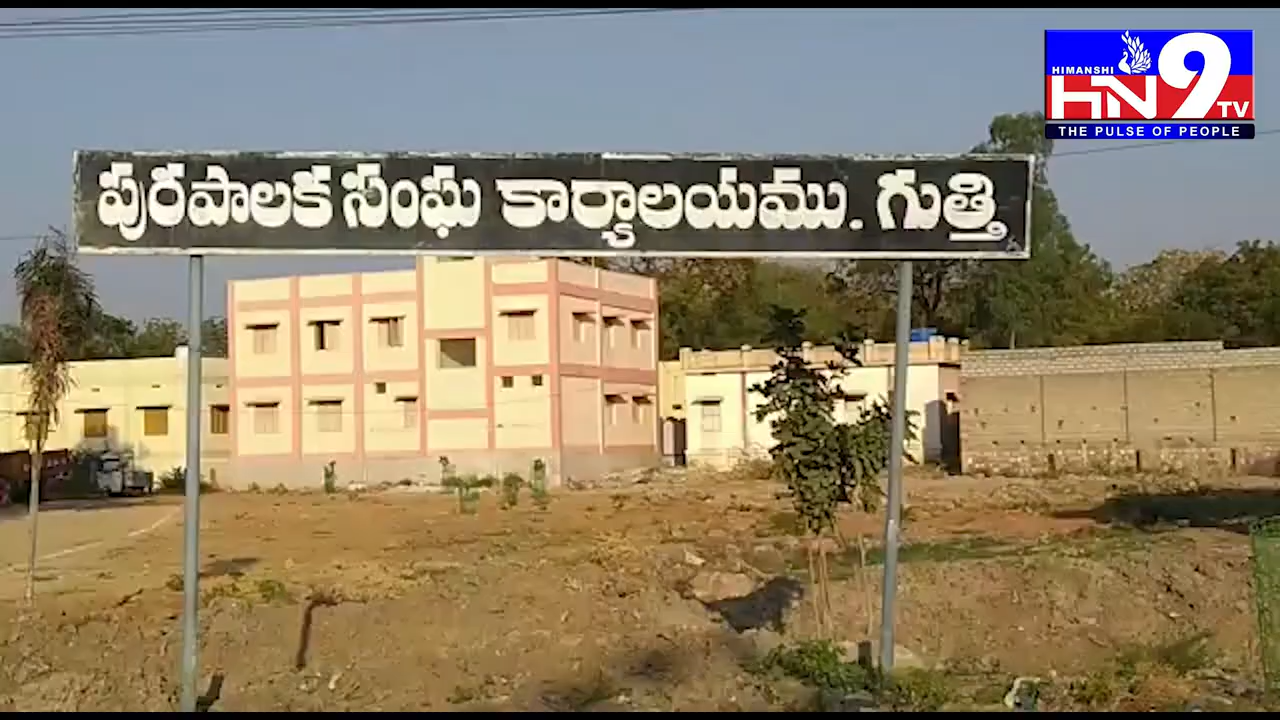 పురపాలక సంఘ కార్యాలయము. గుత్తి
HIMANSHI
HN9 TV
THE PULSE OF PEOPLE